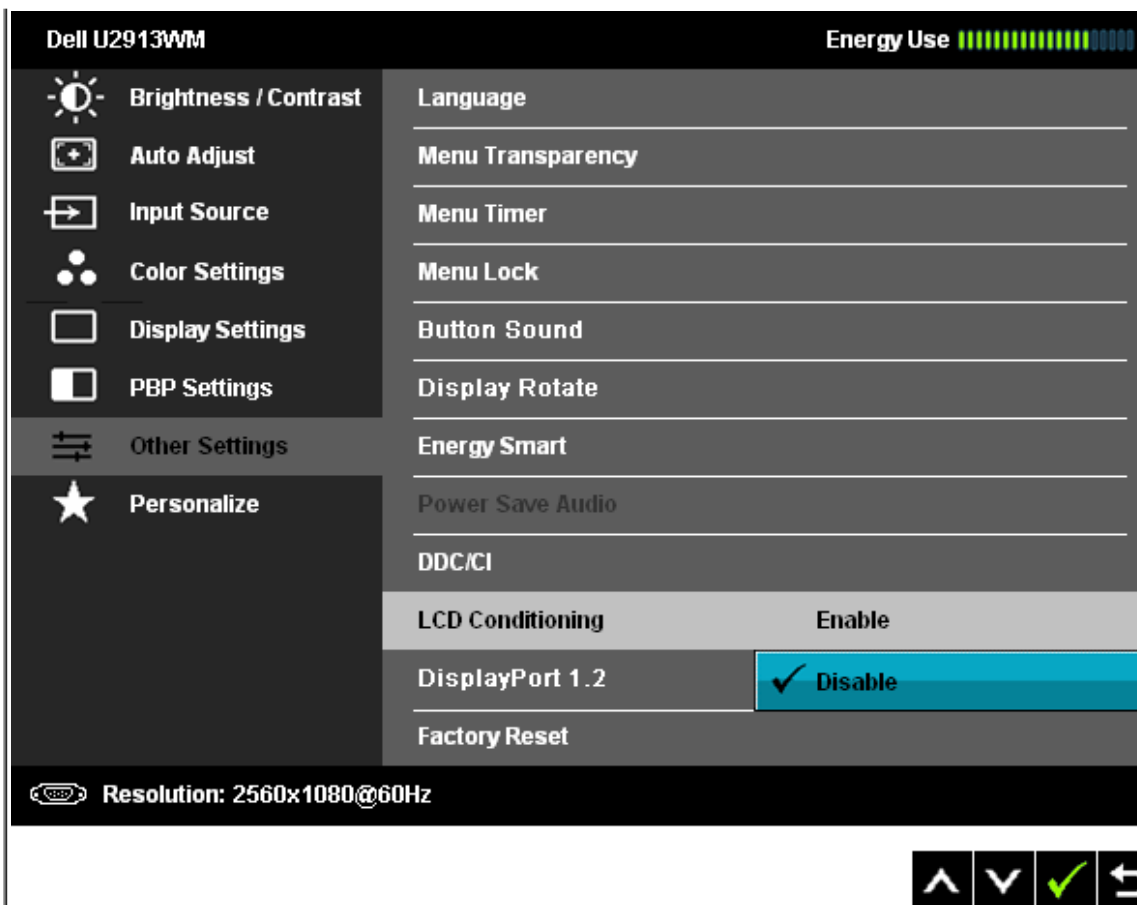 Dell U2913WM
Energy Use
Brightness / Contrast
Auto Adjust
Input Source
Color Settings
Display Settings
PBP Settings
Other Settings
Personalize
Language
Menu Transparency
Menu Timer
Menu Lock
Button Sound
Display Rotate
Energy Smart
Power Save Audio
DDC/CI
LCD Conditioning
Enable
DisplayPort 1.2
Disable
Factory Reset
Resolution: 2560x1080@60Hz